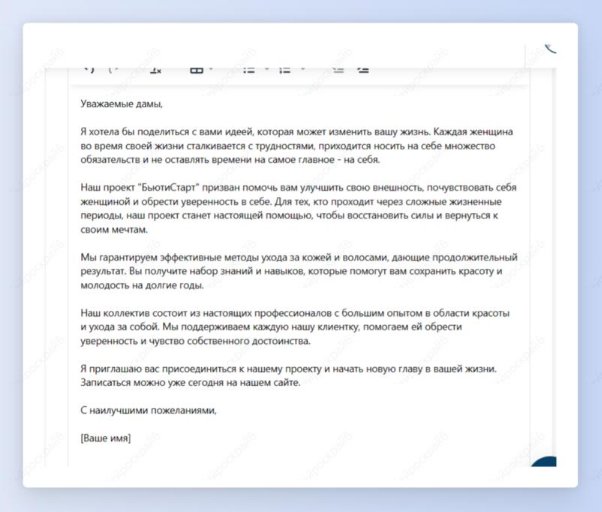 Уважаемые дамы,
Я хотела бы поделиться с вами идеей, которая может изменить вашу жизнь. Каждая женщина
во время своей жизни сталкивается с трудностями, приходится носить на себе множество
обязательств и не оставлять времени на самое главное - на себя.
Наш проект "БьютиСтарт" призван помочь вам улучшить свою внешность, почувствовать себя
женщиной и обрести уверенность в себе. Для тех, кто проходит через сложные жизненные
периоды, наш проект станет настоящей помощью, чтобы восстановить силы и вернуться к
своим мечтам.
Мы гарантируем эффективные методы ухода за кожей и волосами, дающие продолжительный
результат. Вы получите набор знаний и навыков, которые помогут вам сохранить красоту и
молодость на долгие годы.
Наш коллектив состоит из настоящих профессионалов с большим опытом в области красоты
и ухода за собой. Мы поддерживаем каждую нашу клиентку, помогаем ей обрести
уверенность и чувство собственного достоинства.
Я приглашаю вас присоединиться к нашему проекту и начать новую главу в вашей жизни.
Записаться можно уже сегодня на нашем сайте.
С наилучшими пожеланиями,
[Ваше имя]